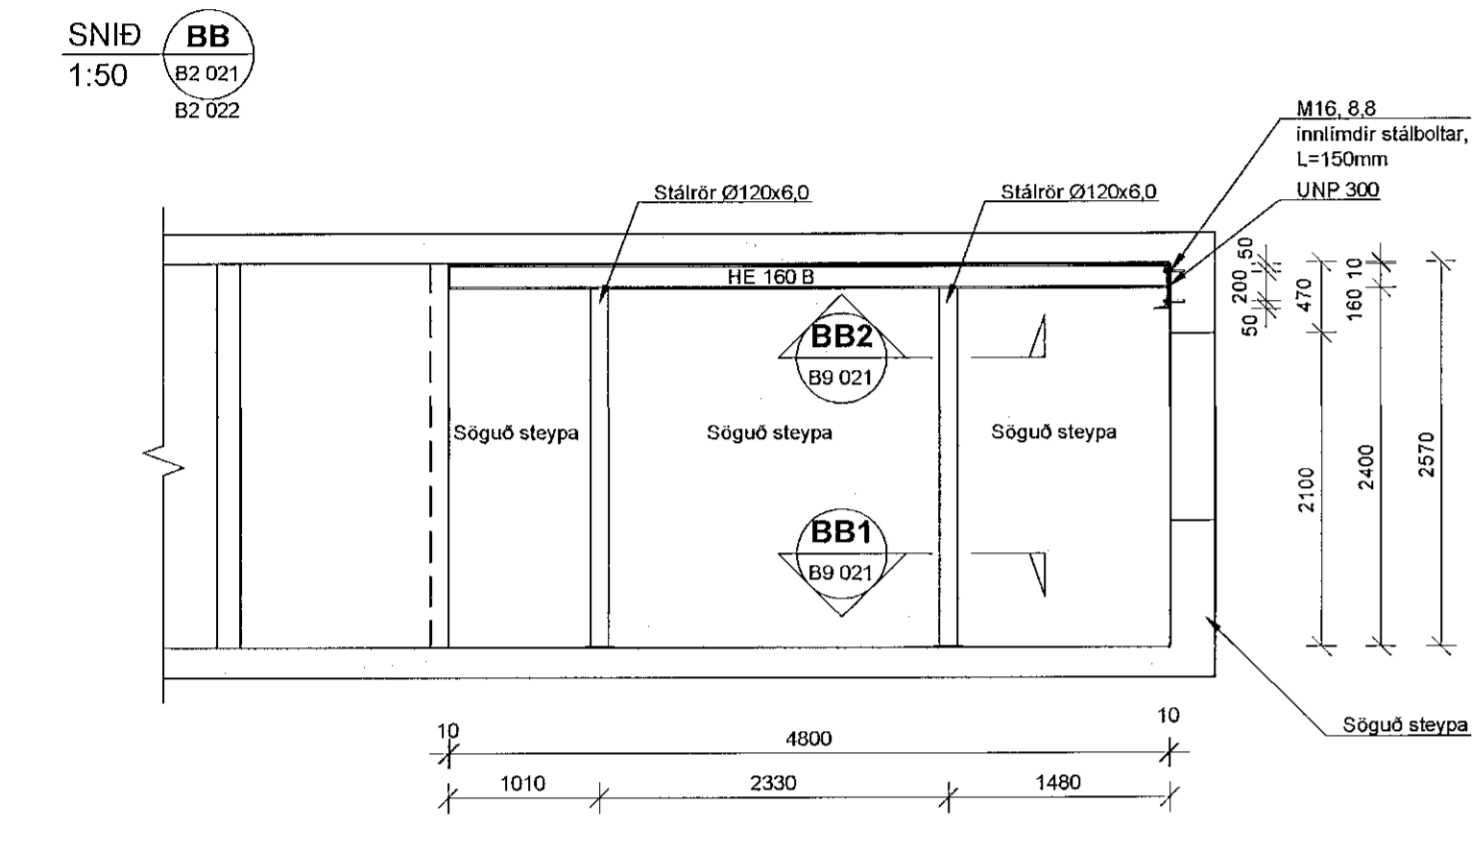 SNIÐ
1:50
BB
B2 021
B2 022
M16, 8,8
innlímdir stálboltar,
L=150mm
UNP 300
Stálrör Ø120x6,0
Stálrör Ø120x6,0
HE 160 B
50
200
50
470
10
160
2100
2400
2570
BB2
B9 021
Söguð steypa
Söguð steypa
Söguð steypa
BB1
B9 021
Söguð steypa
10
4800
10
1010
2330
1480